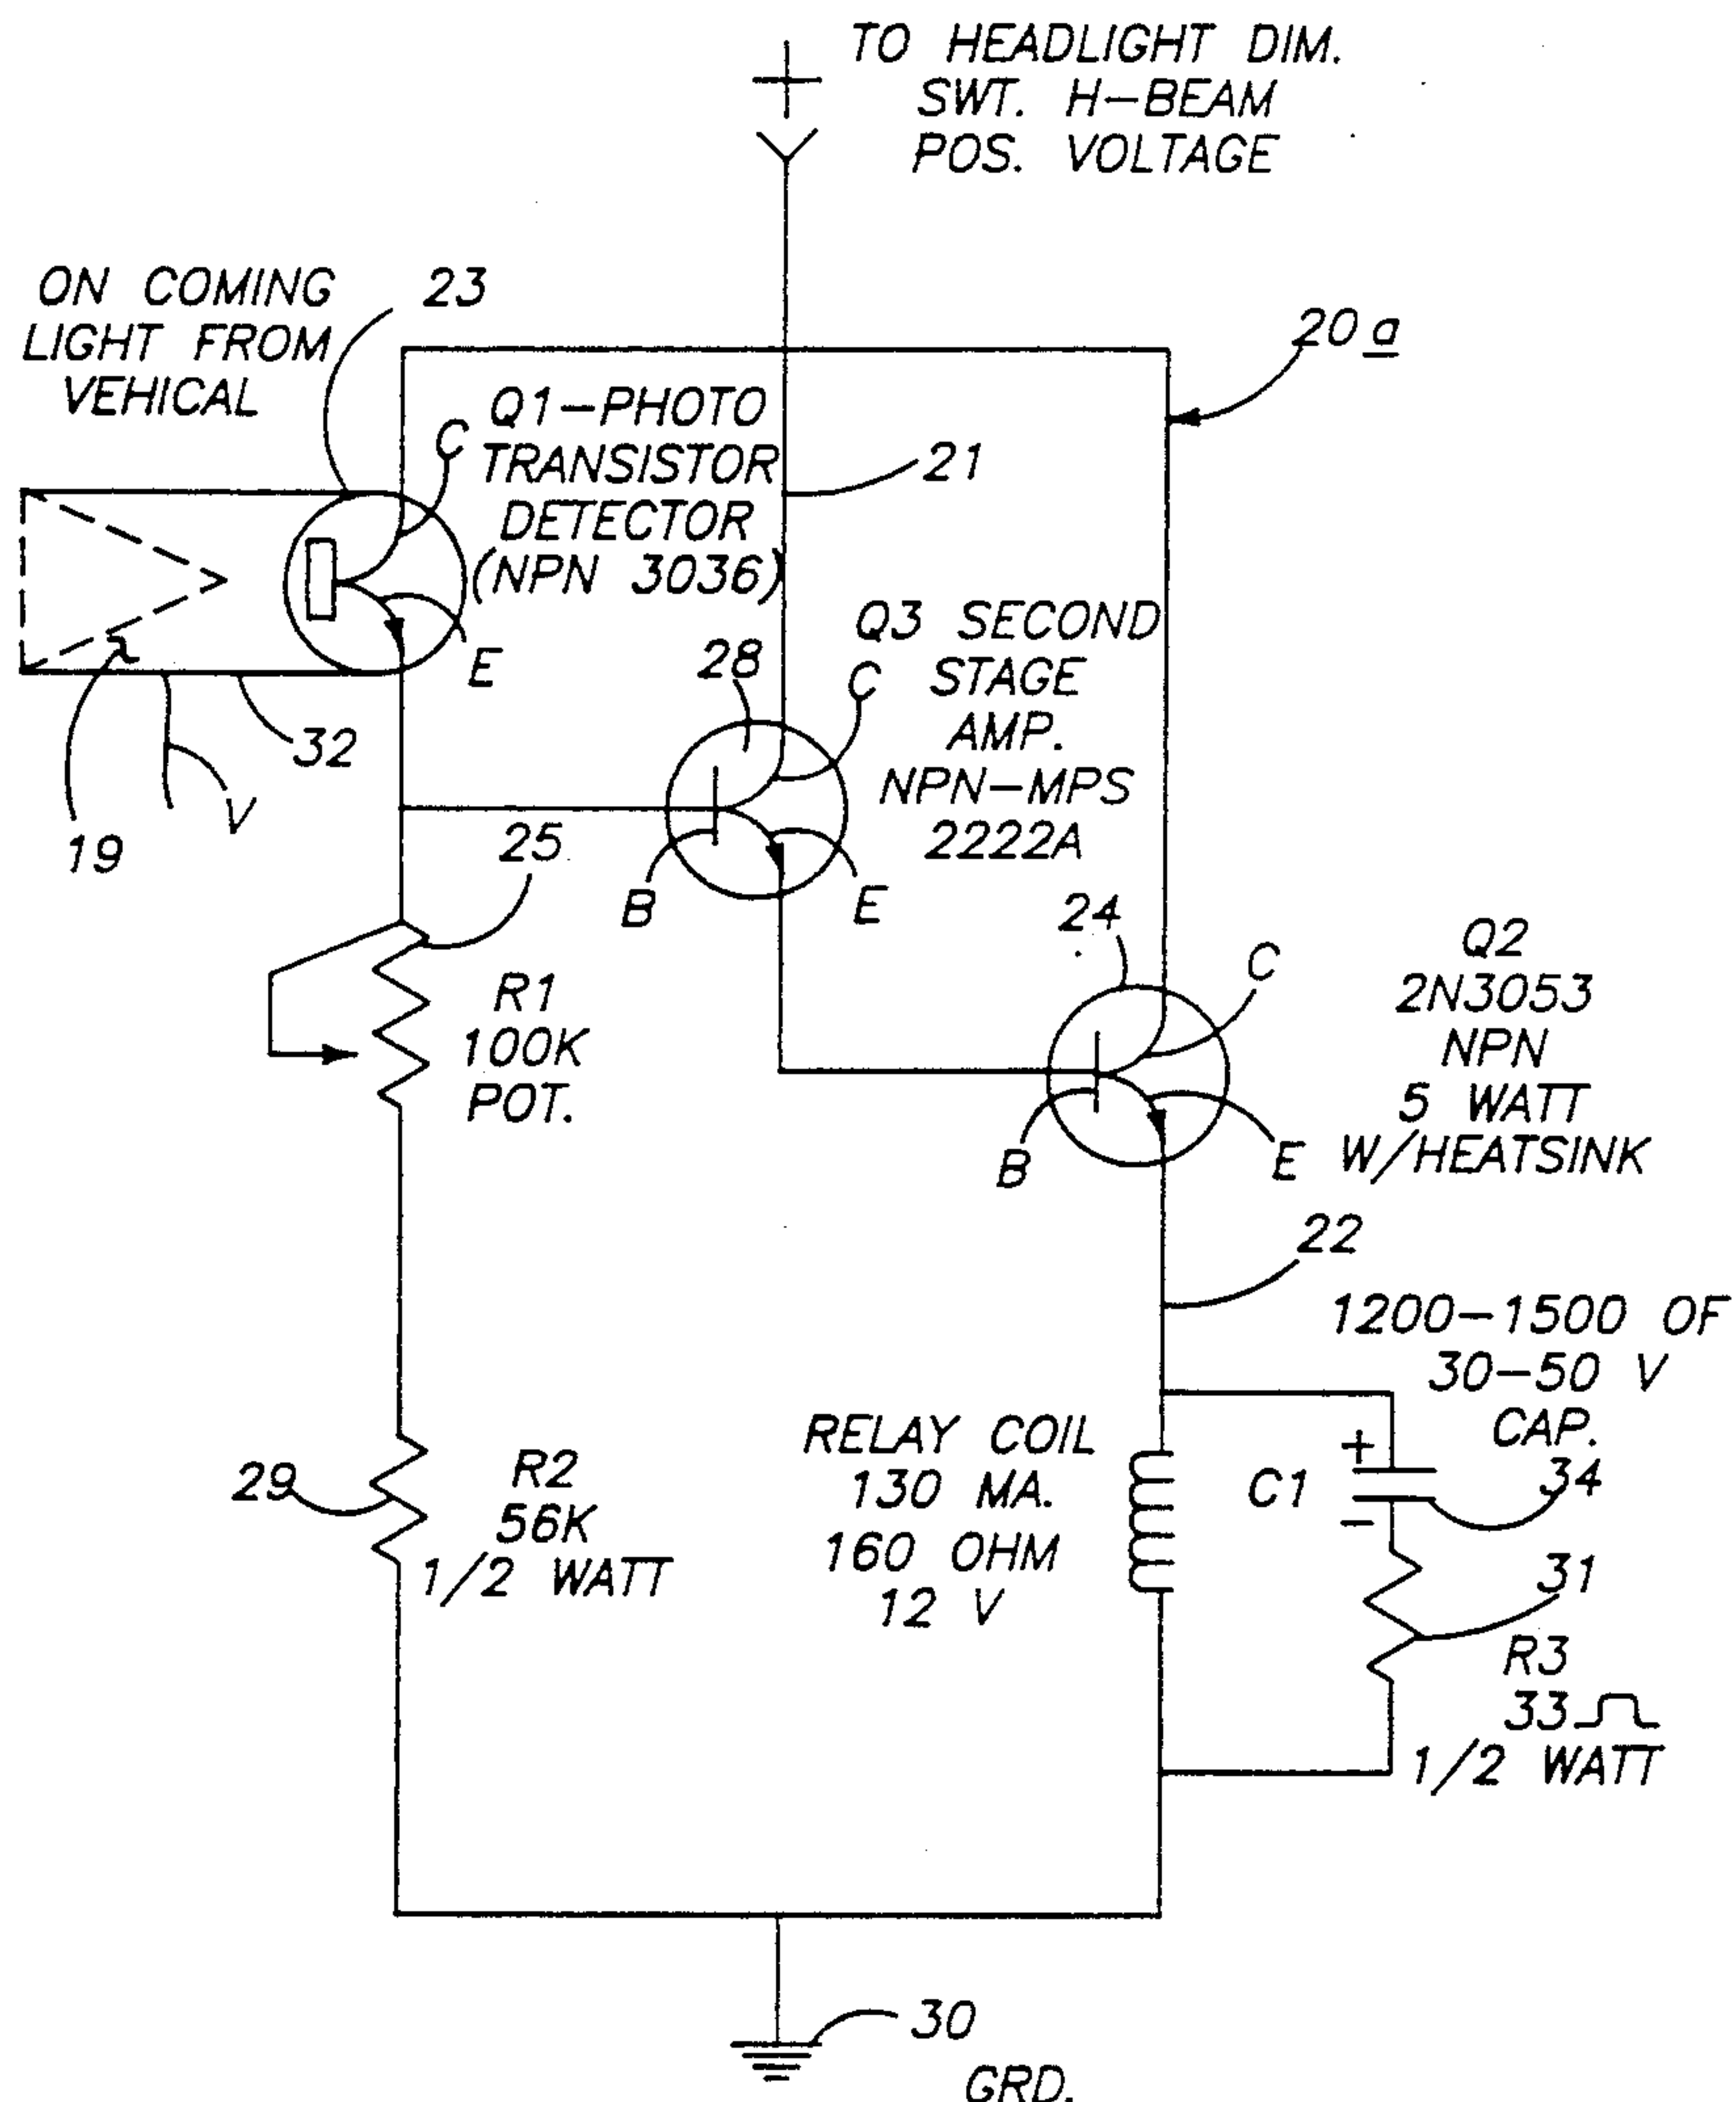 TO HEADLIGHT DIM.
SWT. H-BEAM
POS. VOLTAGE
+
ON COMING
LIGHT FROM
VEHICAL
23
20 a
Q1-PHOTO
TRANSISTOR
DETECTOR
(NPN 3036)
C
E
21
19
V
32
Q3 SECOND
STAGE
AMP.
NPN-MPS
2222A
28
C
B
E
25
R1
100K
POT.
24
C
B
E
Q2
2N3053
NPN
5 WATT
W/HEATSINK
22
1200-1500 OF
30-50 V
CAP.
34
+
C1
-
RELAY COIL
130 MA.
160 OHM
12 V
29
R2
56K
1/2 WATT
31
R3
33
1/2 WATT
30
GRD.